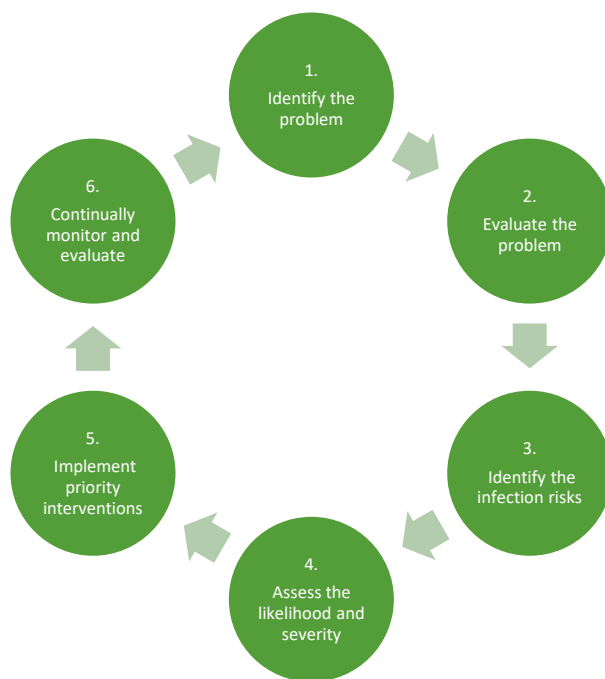 1.
Identify the
problem
2.
Evaluate the
problem
3.
Identify the
infection risks
4.
Assess the
likelihood and
severity
5.
Implement
priority
interventions
6.
Continually
monitor and
evaluate